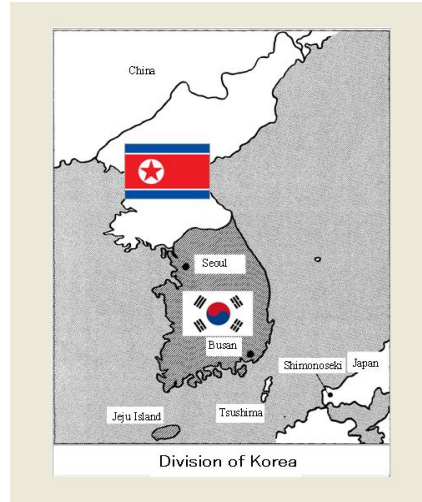 China
Seoul
Busan
Shimonoseki
Japan
Jeju Island
Tsushima
Division of Korea